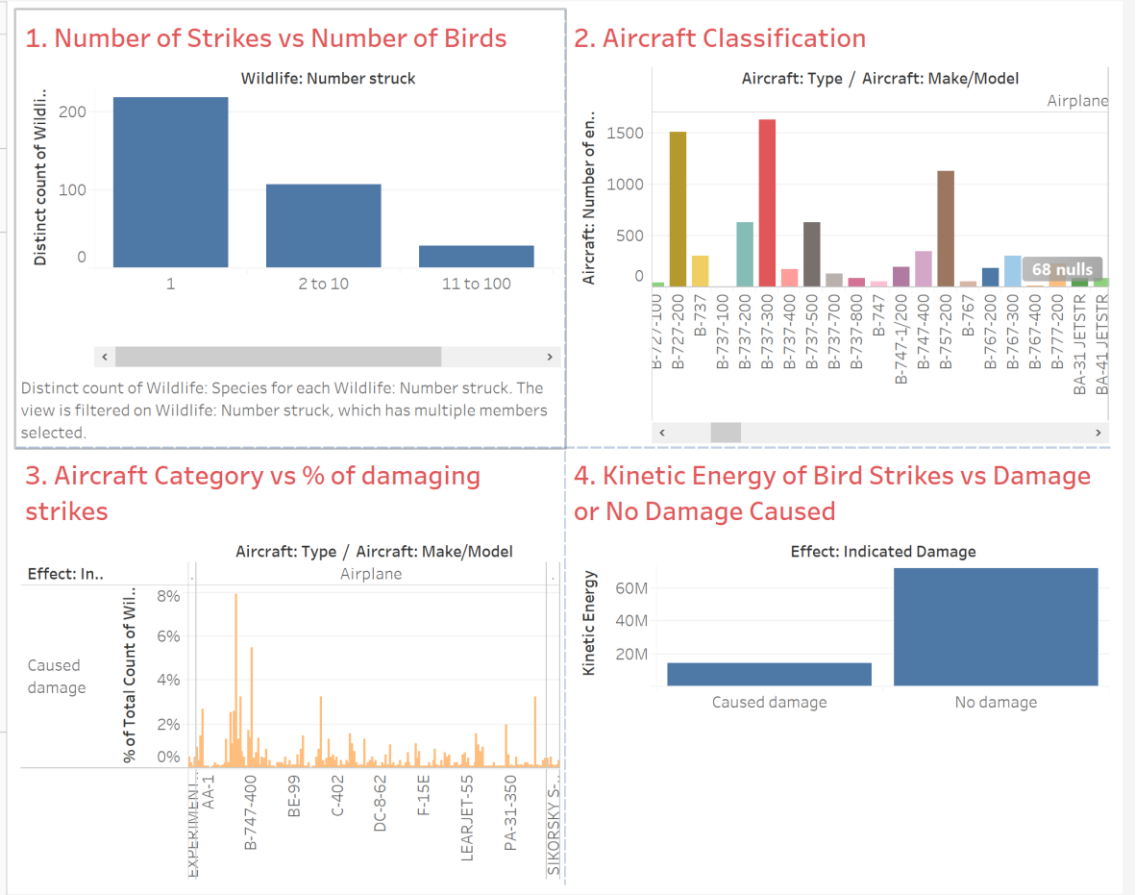 1. Number of Strikes vs Number of Birds
Wildlife: Number struck
Distinct count of Wildli..
200
100
0
1
2 to 10
11 to 100
Distinct count of Wildlife: Species for each Wildlife: Number struck. The
view is filtered on Wildlife: Number struck, which has multiple members
selected.
2. Aircraft Classification
Aircraft: Type / Aircraft: Make/Model
Airplane
Aircraft: Number of en..
1500
1000
500
0
68 nulls
B-727-100
B-727-200
B-737
B-737-100
B-737-200
B-737-300
B-737-400
B-737-500
B-737-700
B-737-800
B-747
B-747-1/200
B-747-400
B-757-200
B-767
B-767-200
B-767-300
B-767-400
B-777-200
BA-31 JETSTR
BA-41 JETSTR
3. Aircraft Category vs % of damaging
strikes
Aircraft: Type / Aircraft: Make/Model
Effect: In..
.
Airplane
.
Caused
damage
% of Total Count of Wil..
8%
6%
4%
2%
0%
EXPERIMENT..
AA-1
B-747-400
BE-99
C-402
DC-8-62
F-15E
LEARJET-55
PA-31-350
SIKORSKY S-..
4. Kinetic Energy of Bird Strikes vs Damage
or No Damage Caused
Effect: Indicated Damage
Kinetic Energy
60M
40M
20M
Caused damage
No damage